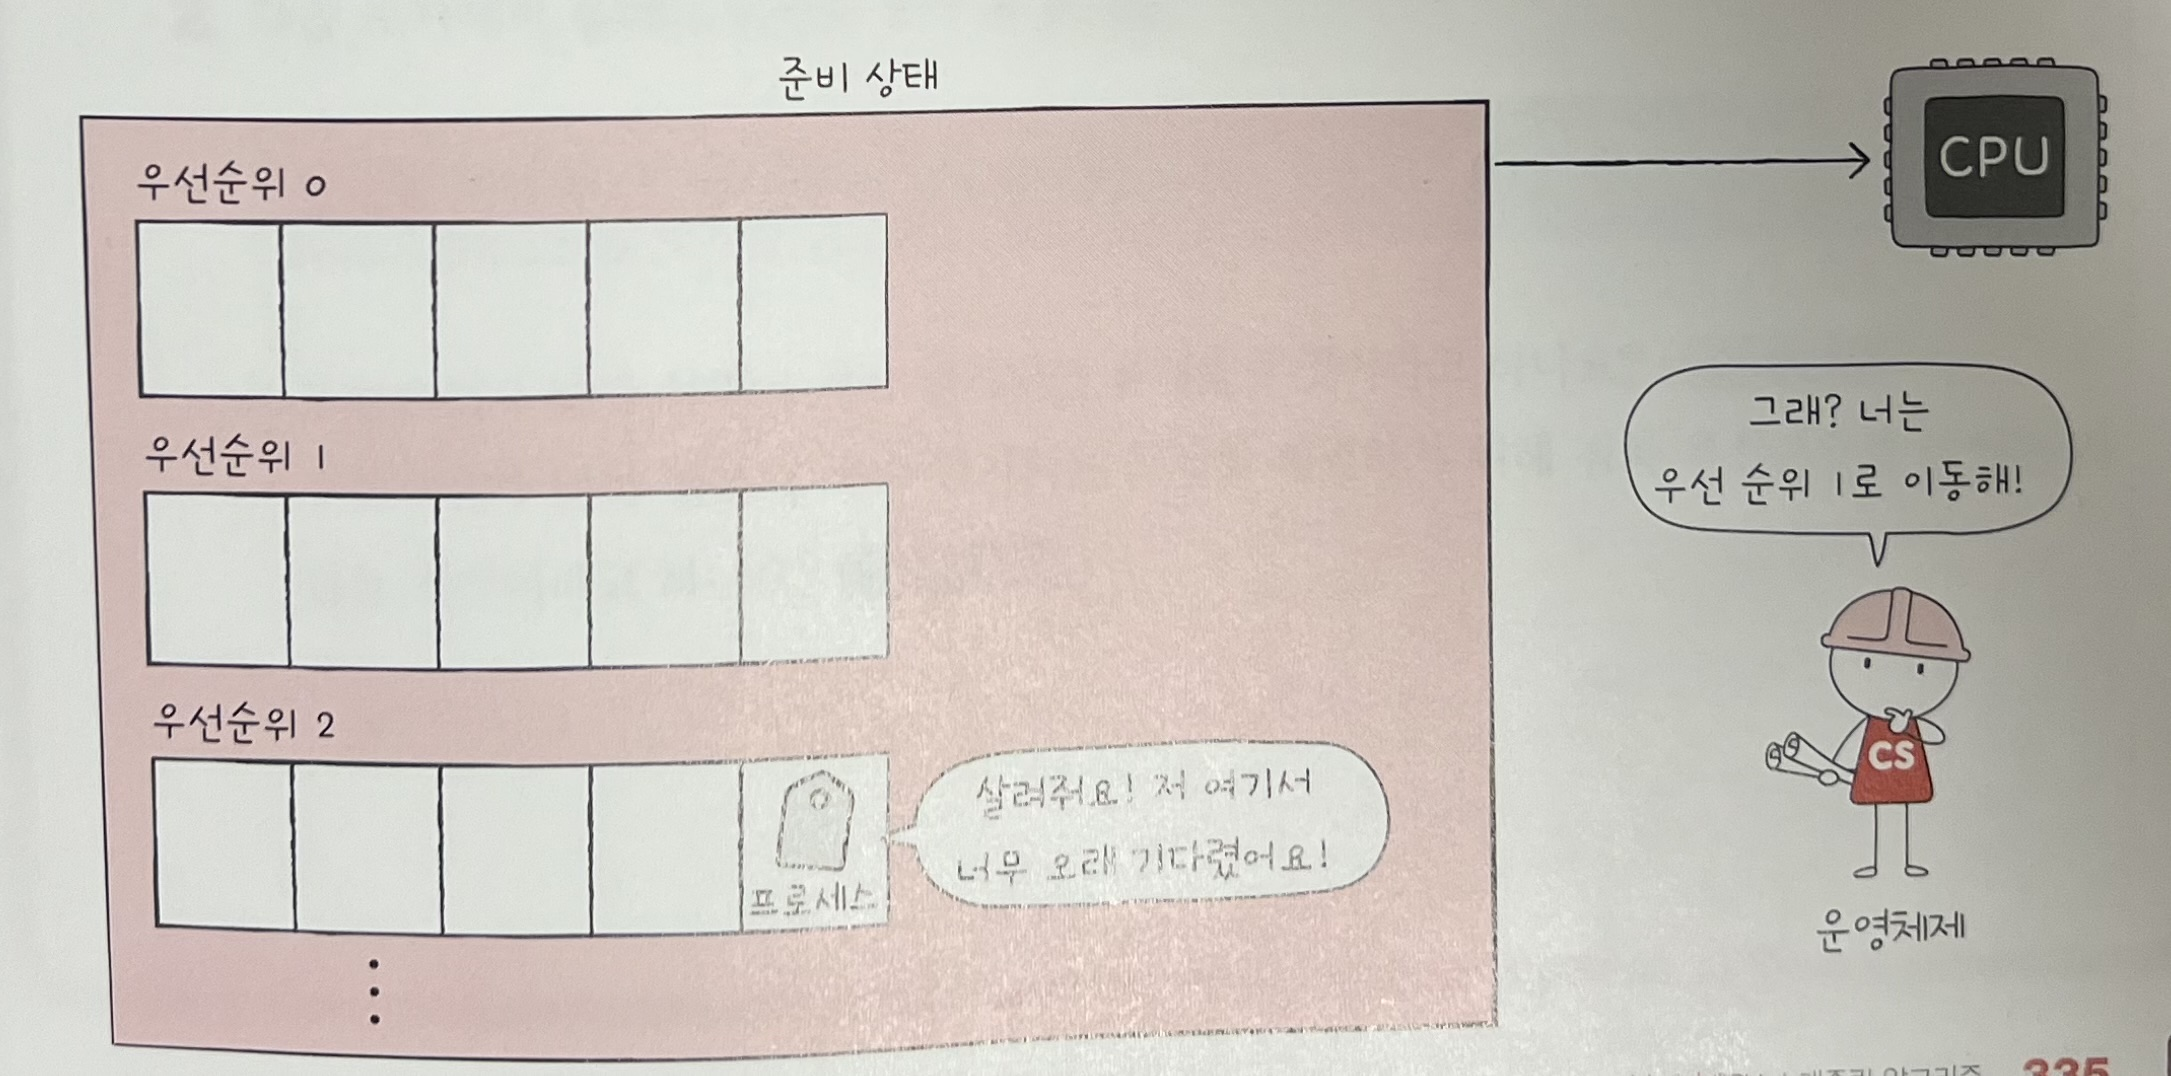 준비 상태
CPU
우선순위 0
우선순위 1
우선순위 2
프로세스
살려줘요! 저 여기서
너무 오래 기다렸어요!
그래? 너는
우선 순위 1로 이동해!
CS
운영체제
335